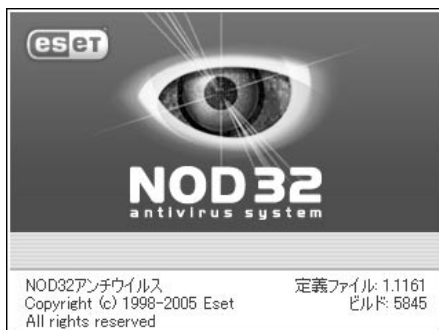 eseT
NOD32
antivirus system
NOD32アンチウイルス
定義ファイル: 1.1161
Copyright (c) 1998-2005 Eset
ビルド: 5845
All rights reserved